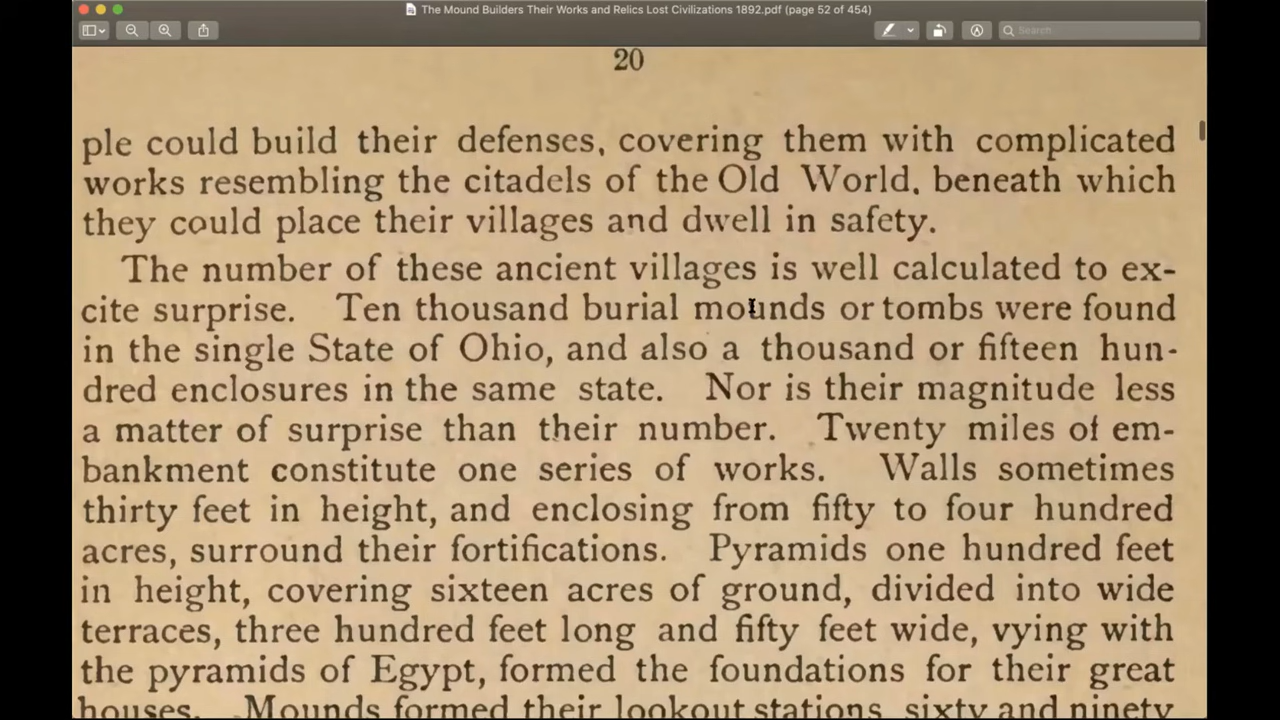 The Mound Builders Their Works and Relics Lost Civilizations 1892.pdf (page 52 of 454)
Search
20
ple could build their defenses, covering them with complicated
works resembling the citadels of the Old World, beneath which
they could place their villages and dwell in safety.
The number of these ancient villages is well calculated to ex-
cite surprise. Ten thousand burial mounds or tombs were found
in the single State of Ohio, and also a thousand or fifteen hun-
dred enclosures in the same state. Nor is their magnitude less
a matter of surprise than their number. Twenty miles of em-
bankment constitute one series of works. Walls sometimes
thirty feet in height, and enclosing from fifty to four hundred
acres, surround their fortifications. Pyramids one hundred feet
in height, covering sixteen acres of ground, divided into wide
terraces, three hundred feet long and fifty feet wide, vying with
the pyramids of Egypt, formed the foundations for their great
houses. Mounds formed their lookout stations, sixty and ninety